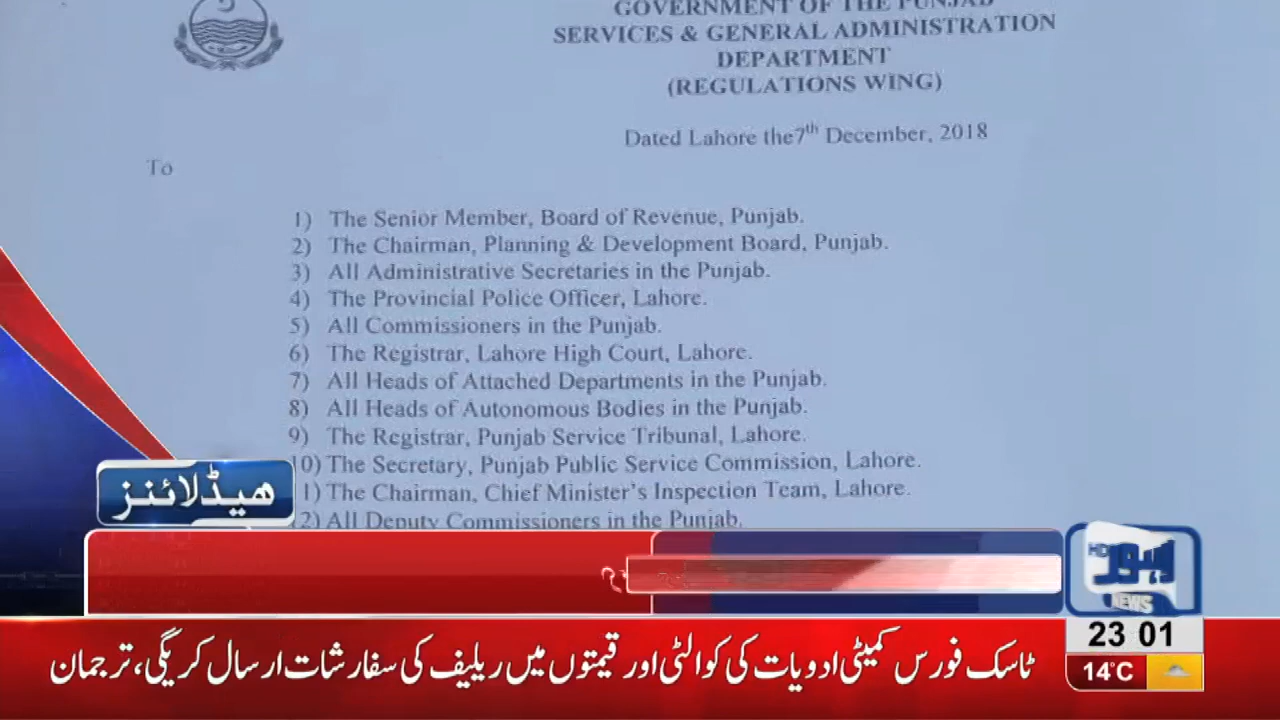 GOVERNMENT OF THE PUNJAB
SERVICES & GENERAL ADMINISTRATION
DEPARTMENT
(REGULATIONS WING)
Dated Lahore the7th December, 2018
To
1) The Senior Member, Board of Revenue, Punjab.
2) The Chairman, Planning & Development Board, Punjab.
3) All Administrative Secretaries in the Punjab.
4) The Provincial Police Officer, Lahore.
5) All Commissioners in the Punjab.
6) The Registrar, Lahore High Court, Lahore.
7) All Heads of Attached Departments in the Punjab.
8) All Heads of Autonomous Bodies in the Punjab.
9) The Registrar, Punjab Service Tribunal, Lahore.
10) The Secretary, Punjab Public Service Commission, Lahore.
1) The Chairman, Chief Minister's Inspection Team, Lahore.
2) All Deputy Commissioners in the Punjab.
ھیڈلائنز
HD
لاہور
NEWS
23 01
14°C
ٹاسک فورس کمیٹی ادویات کی کوالٹی اور قیمتوں میں ریلیف کی سفارشات ارسال کریگی، ترجمان